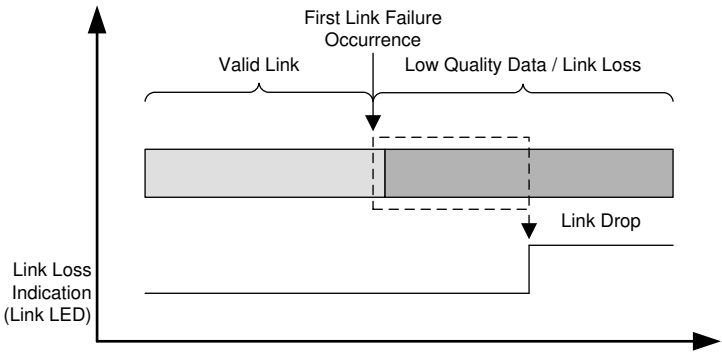 First Link Failure
Occurrence
Valid Link
Low Quality Data / Link Loss
Link Drop
Link Loss
Indication
(Link LED)